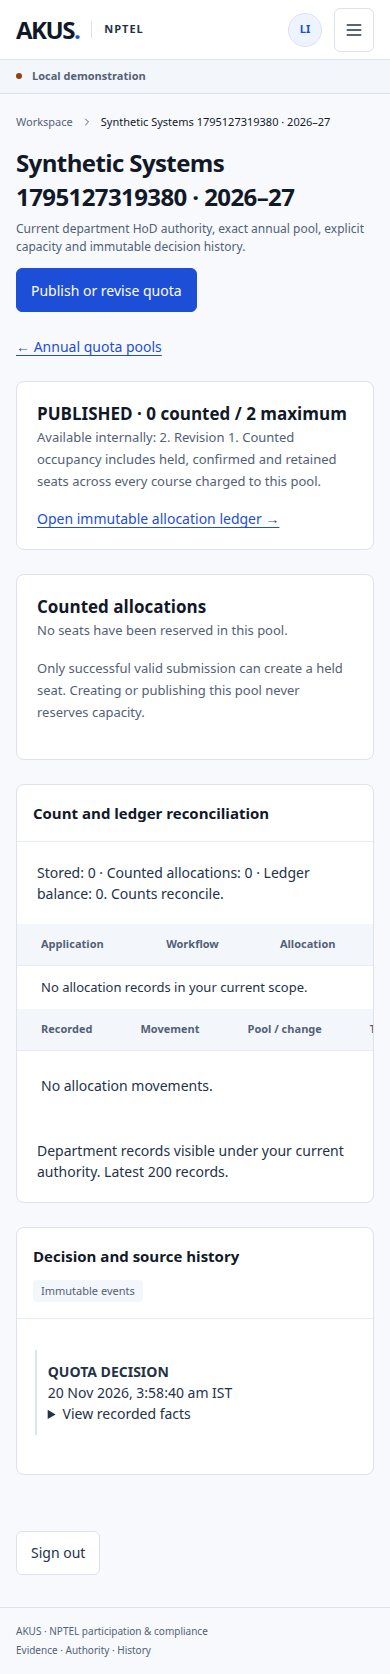 AKUS. NPTEL LI
Local demonstration
Workspace > Synthetic Systems 1795127319380 · 2026–27
Synthetic Systems
1795127319380 · 2026–27
Current department HoD authority, exact annual pool, explicit
capacity and immutable decision history.
Publish or revise quota
← Annual quota pools
PUBLISHED · 0 counted / 2 maximum
Available internally: 2. Revision 1. Counted
occupancy includes held, confirmed and retained
seats across every course charged to this pool.
Open immutable allocation ledger →
Counted allocations
No seats have been reserved in this pool.
Only successful valid submission can create a held
seat. Creating or publishing this pool never
reserves capacity.
Count and ledger reconciliation
Stored: 0 · Counted allocations: 0 · Ledger
balance: 0. Counts reconcile.
Application Workflow Allocation
No allocation records in your current scope.
Recorded Movement Pool / change
No allocation movements.
Department records visible under your current
authority. Latest 200 records.
Decision and source history
Immutable events
QUOTA DECISION
20 Nov 2026, 3:58:40 am IST
▶ View recorded facts
Sign out
AKUS · NPTEL participation & compliance
Evidence · Authority · History